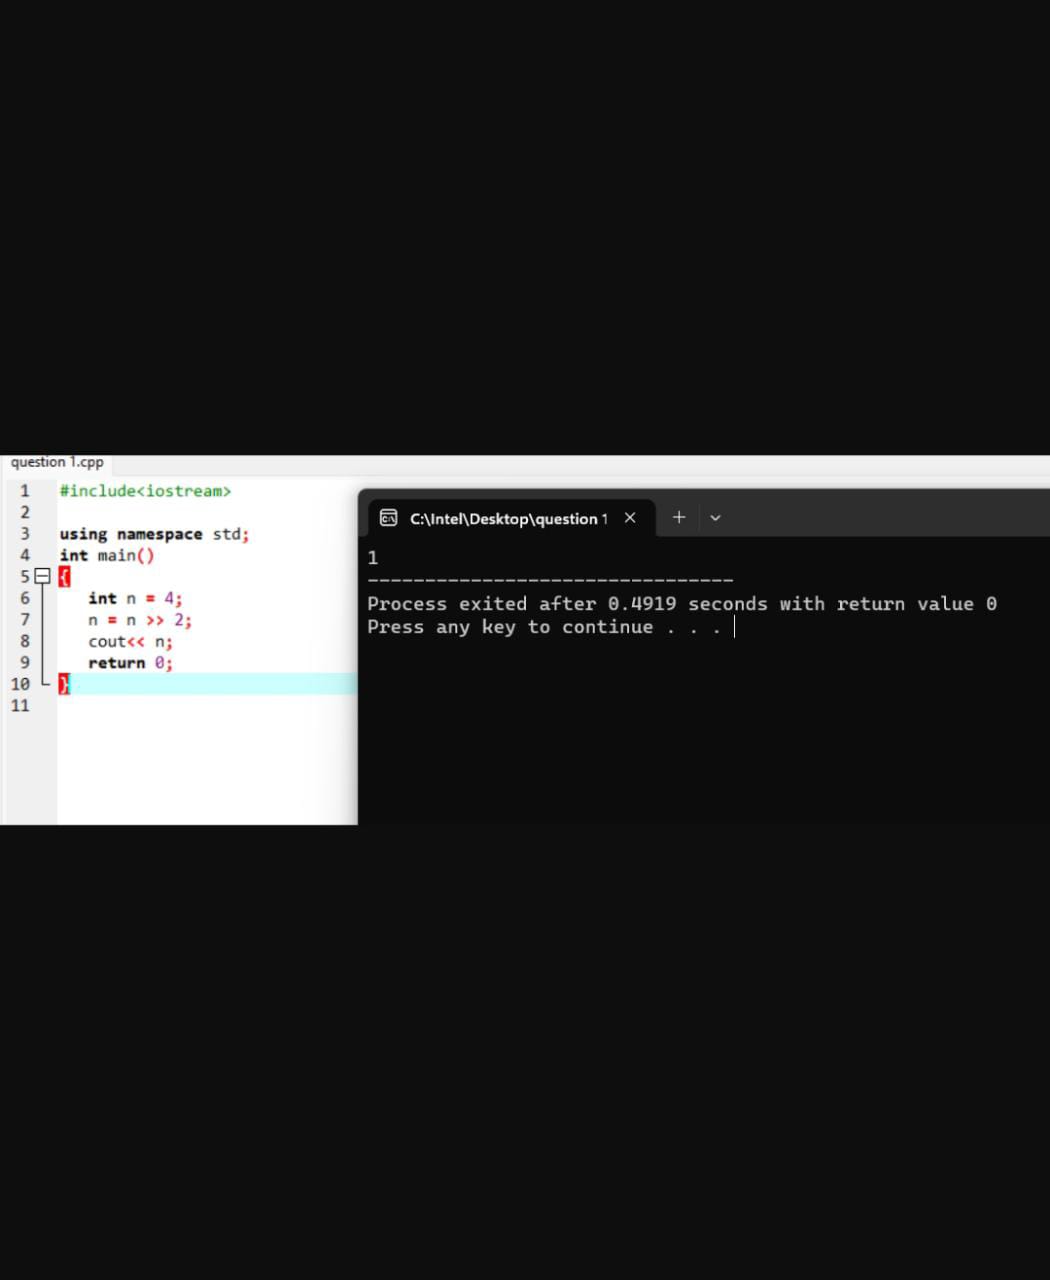 question 1.cpp
1 #include<iostream>
2
3 using namespace std;
4 int main()
5 {
6 int n = 4;
7 n = n >> 2;
8 cout<< n;
9 return 0;
10 }
11
C:\Intel\Desktop\question 1
1
--------------------------------
Process exited after 0.4919 seconds with return value 0
Press any key to continue . . .